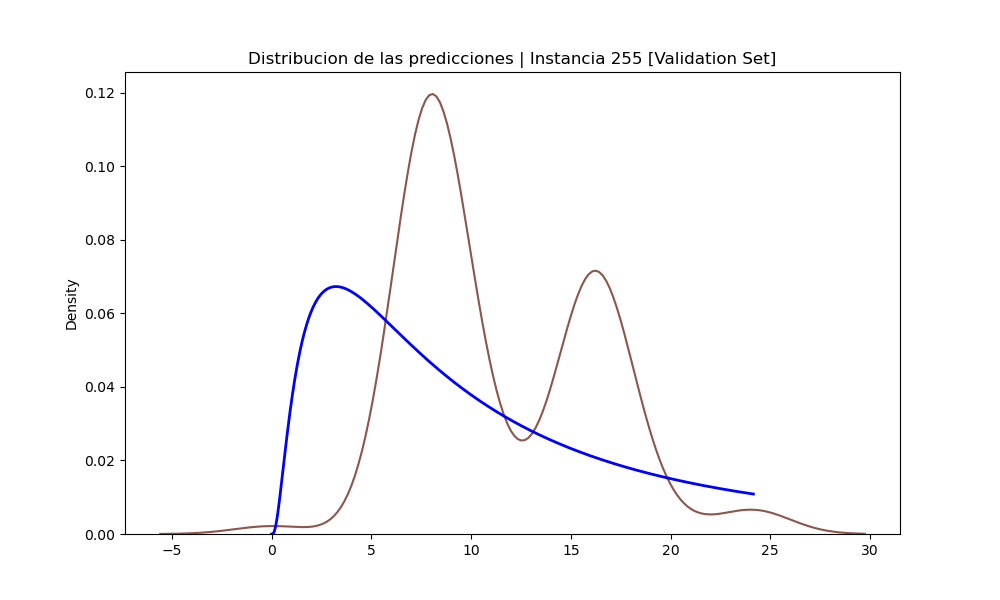 Distribucion de las predicciones | Instancia 255 [Validation Set]
0.12
0.10
0.08
0.06
0.04
0.02
0.00
Density
−5 0 5 10 15 20 25 30